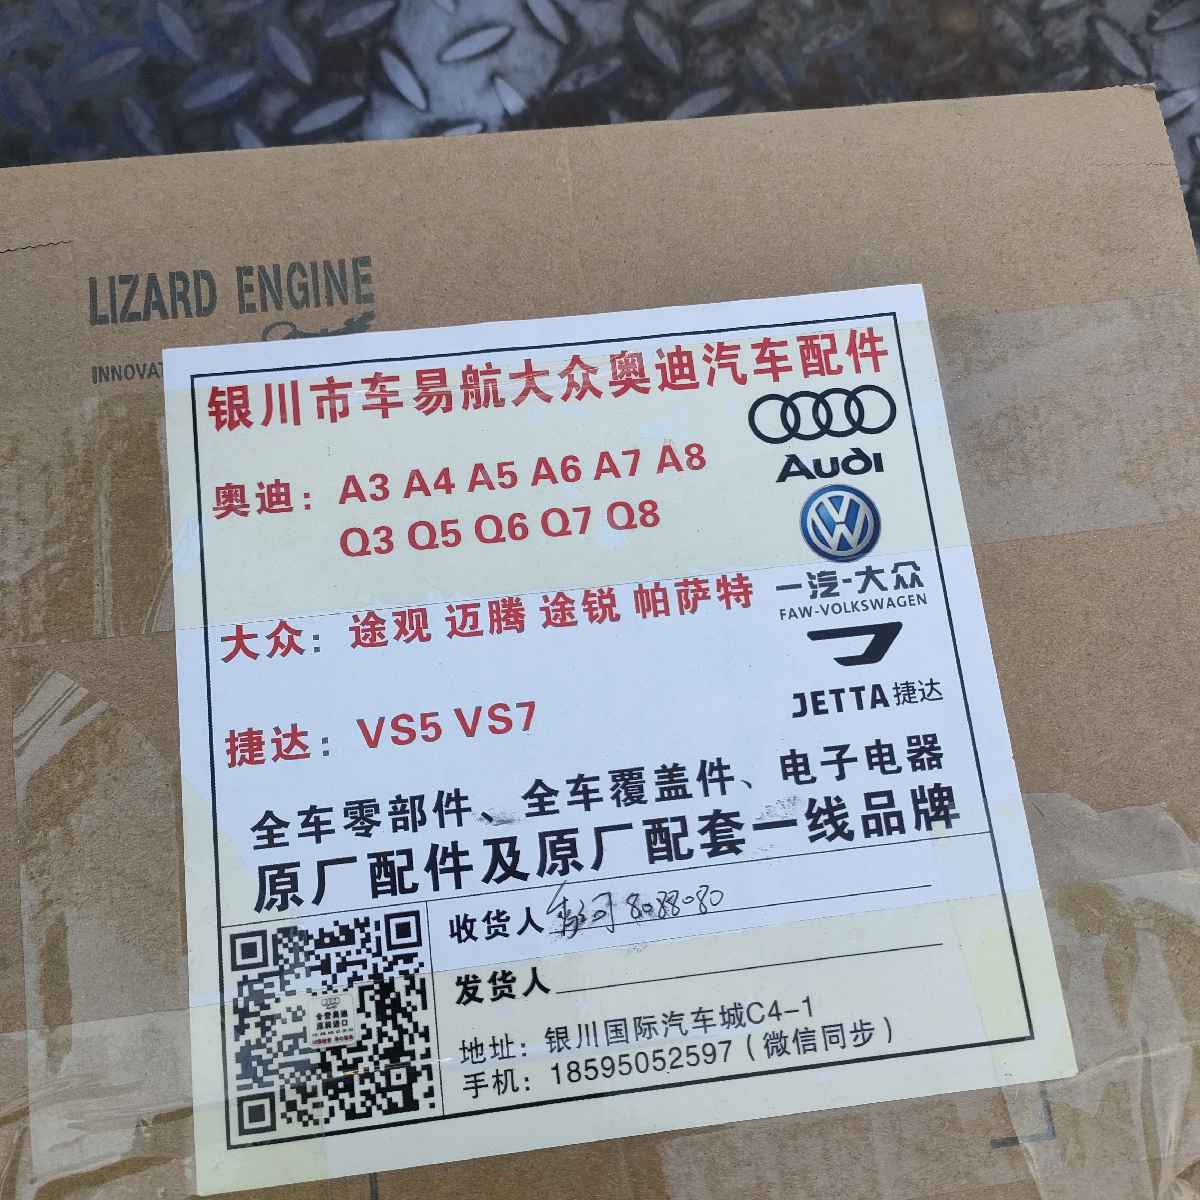 LIZARD ENGINE
INNOVAT
银川市车易航大众奥迪汽车配件
奥迪：A3 A4 A5 A6 A7 A8
Q3 Q5 Q6 Q7 Q8
Audi
一汽-大众
FAW-VOLKSWAGEN
大众：途观 迈腾 途锐 帕萨特
JETTA 捷达
捷达：VS5 VS7
全车零部件、全车覆盖件、电子电器
原厂配件及原厂配套一线品牌
收货人 8088080
发货人
地址：银川国际汽车城C4-1
手机：18595052597（微信同步）